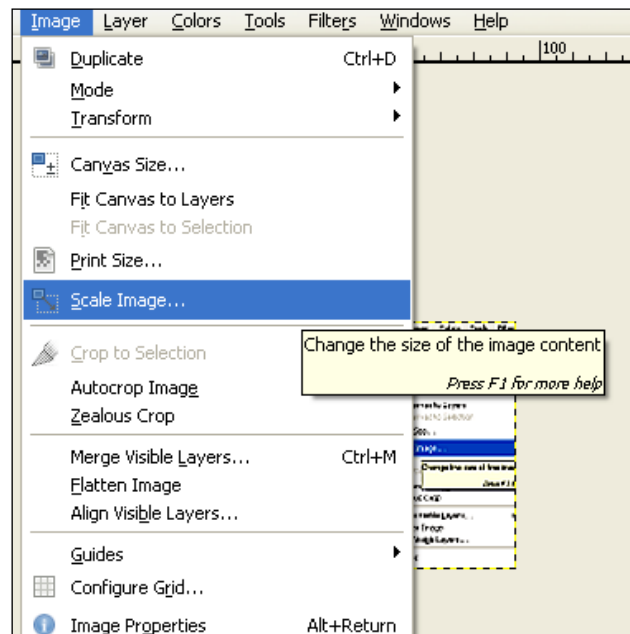 Image Layer Colors Tools Filters Windows Help
100
Duplicate Ctrl+D
Mode
Transform
Canvas Size...
Fit Canvas to Layers
Fit Canvas to Selection
Print Size...
Scale Image...
Change the size of the image content
Press F1 for more help
Crop to Selection
Autocrop Image
Zealous Crop
Merge Visible Layers... Ctrl+M
Flatten Image
Align Visible Layers...
Guides
Configure Grid...
Image Properties Alt+Return